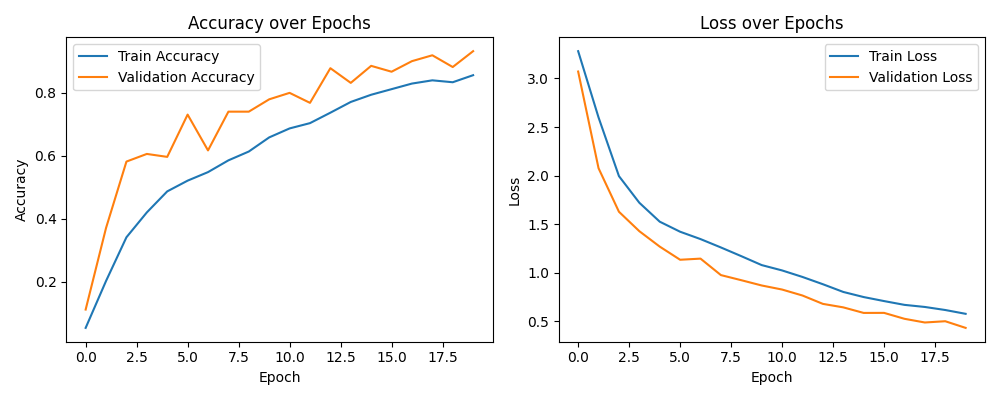 Accuracy over Epochs
Train Accuracy
Validation Accuracy
Accuracy
0.8
0.6
0.4
0.2
0.0 2.5 5.0 7.5 10.0 12.5 15.0 17.5
Epoch
Loss over Epochs
Train Loss
Validation Loss
Loss
3.0
2.5
2.0
1.5
1.0
0.5
0.0 2.5 5.0 7.5 10.0 12.5 15.0 17.5
Epoch